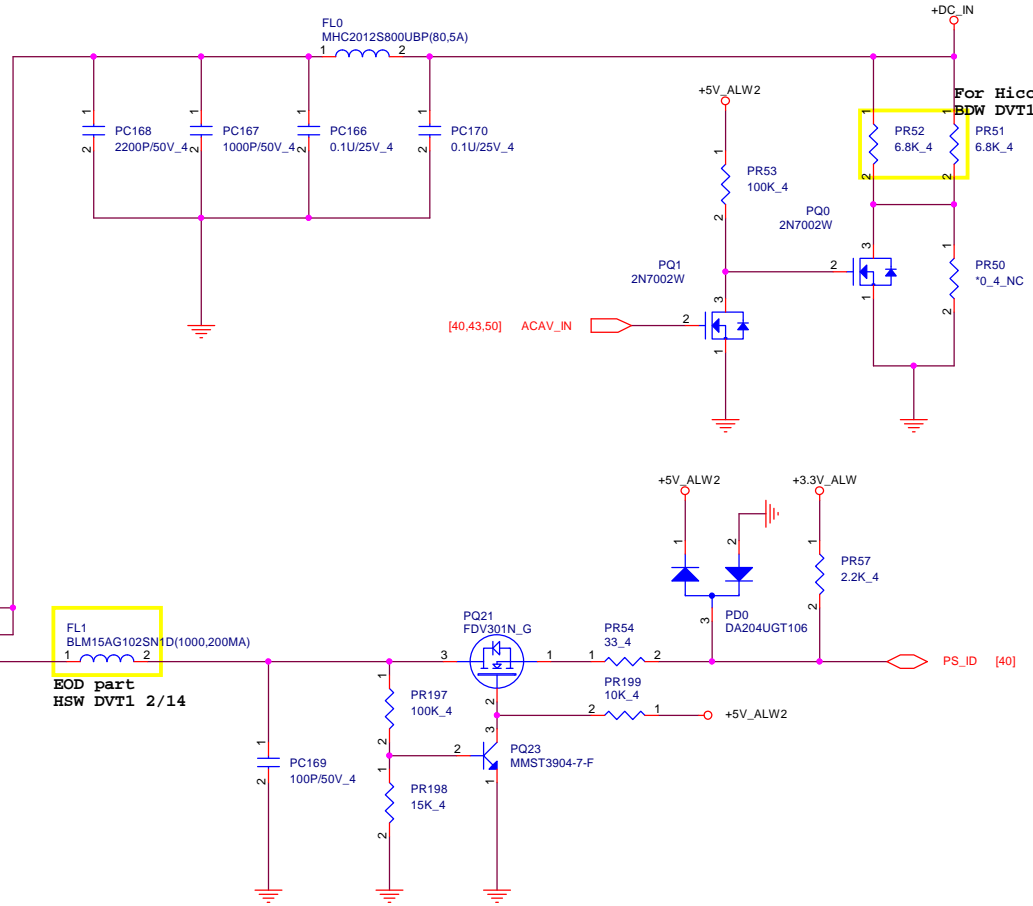 +DC_IN
FL0
MHC2012S800UBP(80,5A)
1 2
+5V_ALW2
For Hicc
BDW DVT1
1 1 1 1
PC168
2200P/50V_4
PC167
1000P/50V_4
PC166
0.1U/25V_4
PC170
0.1U/25V_4
2 2 2 2
1 1
PR52
6.8K_4
PR51
6.8K_4
2 2
1
PR53
100K_4
2
PQ0
2N7002W
3
2
1
1
PR50
*0_4_NC
2
PQ1
2N7002W
3
[40,43,50] ACAV_IN
2
1
+5V_ALW2
+3.3V_ALW
1 2
1
PR57
2.2K_4
2
PD0
DA204UGT106
3
FL1
BLM15AG102SN1D(1000,200MA)
1 2
EOD part
HSW DVT1 2/14
PQ21
FDV301N_G
3 1
2
PR54
33_4
1 2
PS_ID [40]
PR199
10K_4
2 1
+5V_ALW2
1
PR197
100K_4
2
3
2
PQ23
MMST3904-7-F
1
1
PC169
100P/50V_4
2
1
PR198
15K_4
2